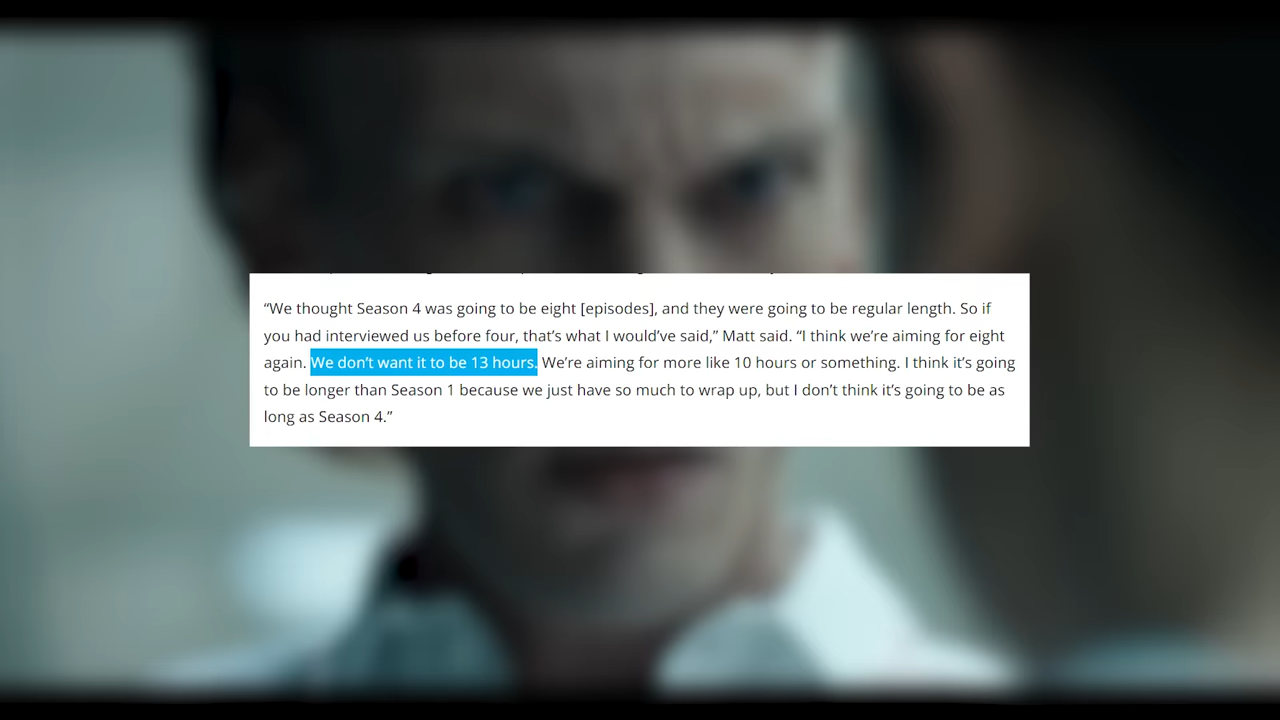 “We thought Season 4 was going to be eight [episodes], and they were going to be regular length. So if
you had interviewed us before four, that’s what I would’ve said,” Matt said. “I think we’re aiming for eight
again. We don’t want it to be 13 hours. We’re aiming for more like 10 hours or something. I think it’s going
to be longer than Season 1 because we just have so much to wrap up, but I don’t think it’s going to be as
long as Season 4.”